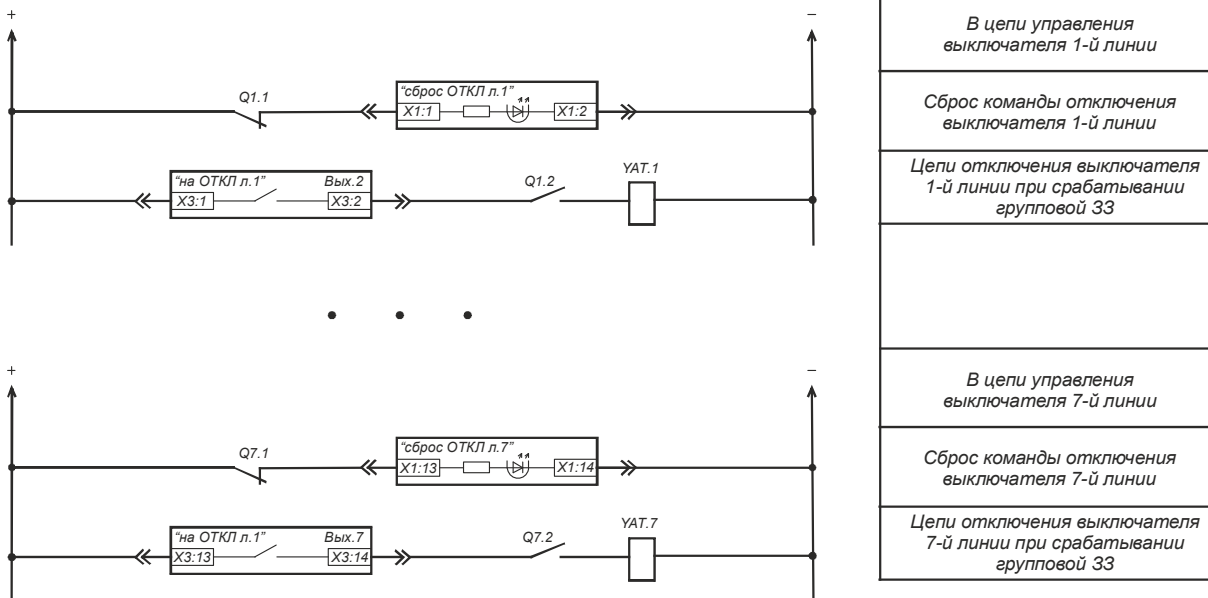 +
–
В цепи управления
выключателя 1-й линии
Q1.1
“сброс ОТКЛ л.1”
X1:1
X1:2
Сброс команды отключения
выключателя 1-й линии
“на ОТКЛ л.1”
Вых.2
X3:1
X3:2
Q1.2
YAT.1
Цепи отключения выключателя
1-й линии при срабатывании
групповой ЗЗ
+
–
В цепи управления
выключателя 7-й линии
Q7.1
“сброс ОТКЛ л.7”
X1:13
X1:14
Сброс команды отключения
выключателя 7-й линии
“на ОТКЛ л.1”
Вых.7
X3:13
X3:14
Q7.2
YAT.7
Цепи отключения выключателя
7-й линии при срабатывании
групповой ЗЗ